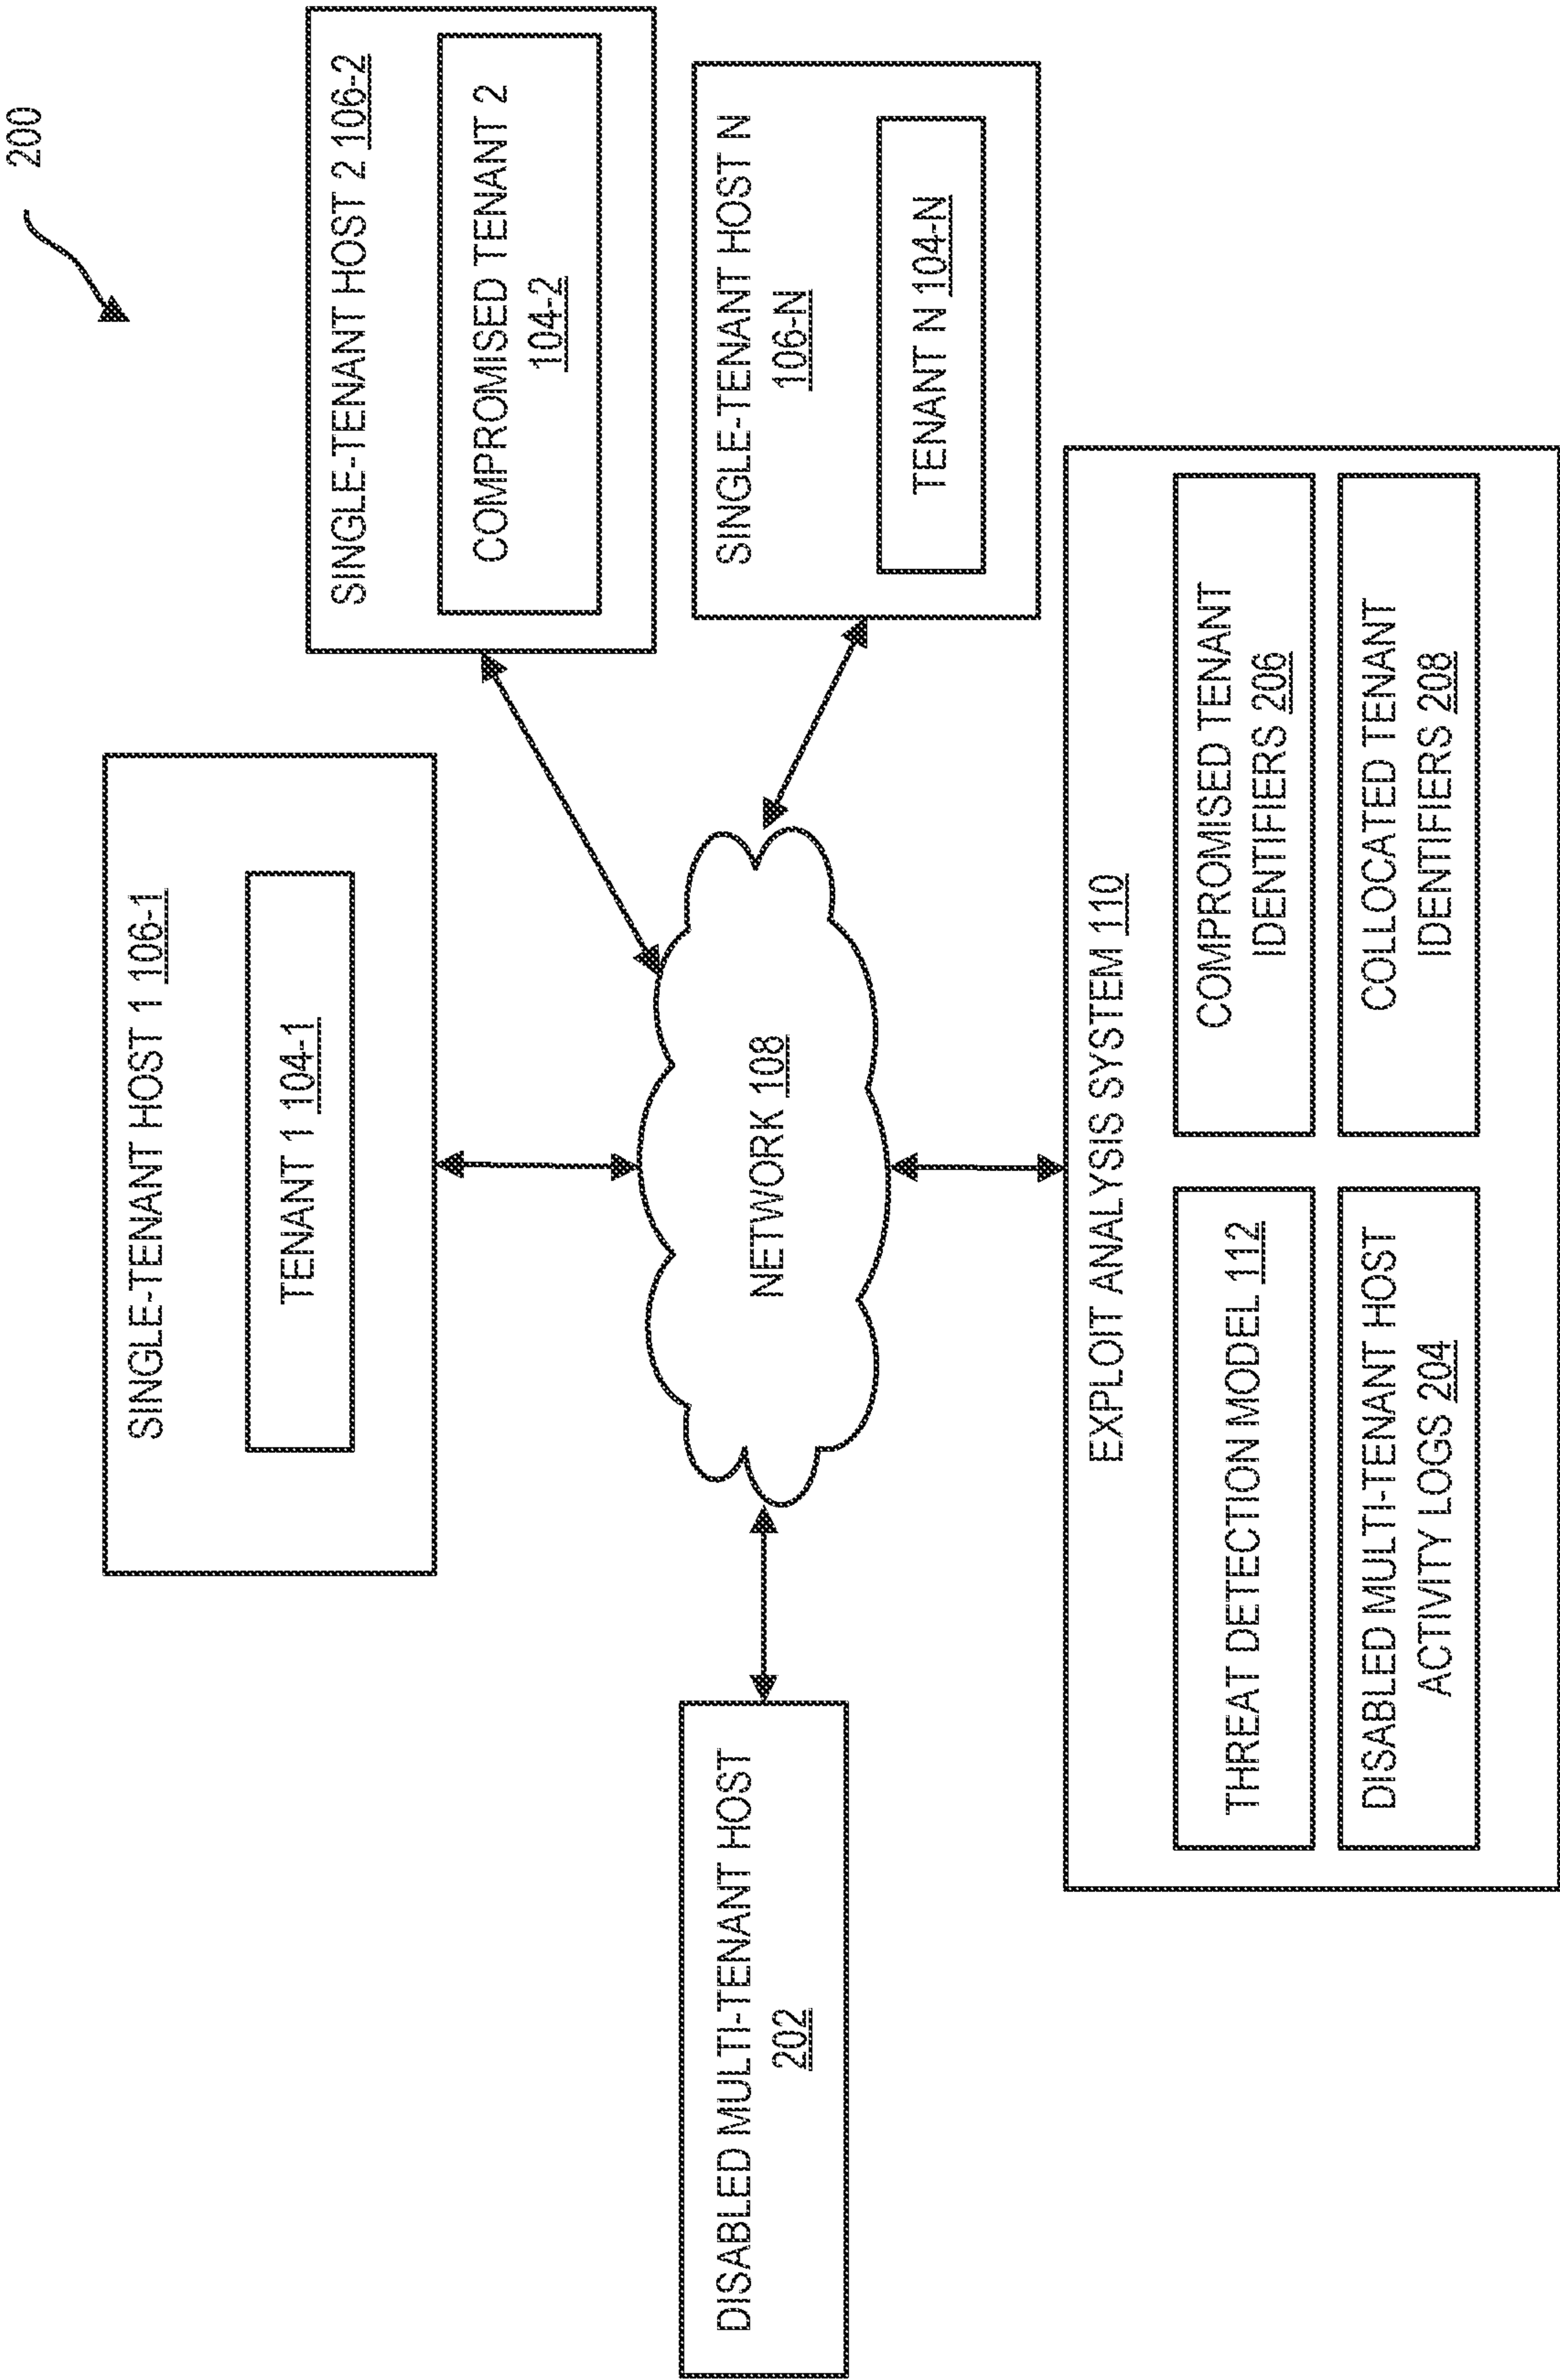 200
SINGLE-TENANT HOST 1 106-1
TENANT 1 104-1
SINGLE-TENANT HOST 2 106-2
COMPROMISED TENANT 2
104-2
DISABLED MULTI-TENANT HOST
202
NETWORK 108
SINGLE-TENANT HOST N
106-N
TENANT N 104-N
EXPLOIT ANALYSIS SYSTEM 110
THREAT DETECTION MODEL 112
COMPROMISED TENANT
IDENTIFIERS 206
DISABLED MULTI-TENANT HOST
ACTIVITY LOGS 204
COLLOCATED TENANT
IDENTIFIERS 208